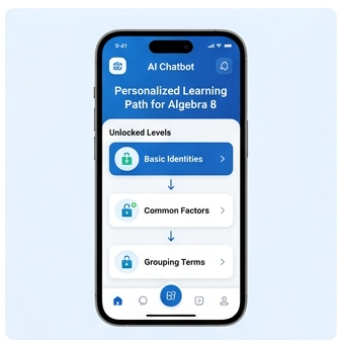 9:41
AI Chatbot
Personalized Learning
Path for Algebra 8
Unlocked Levels
Basic Identities
Common Factors
Grouping Terms